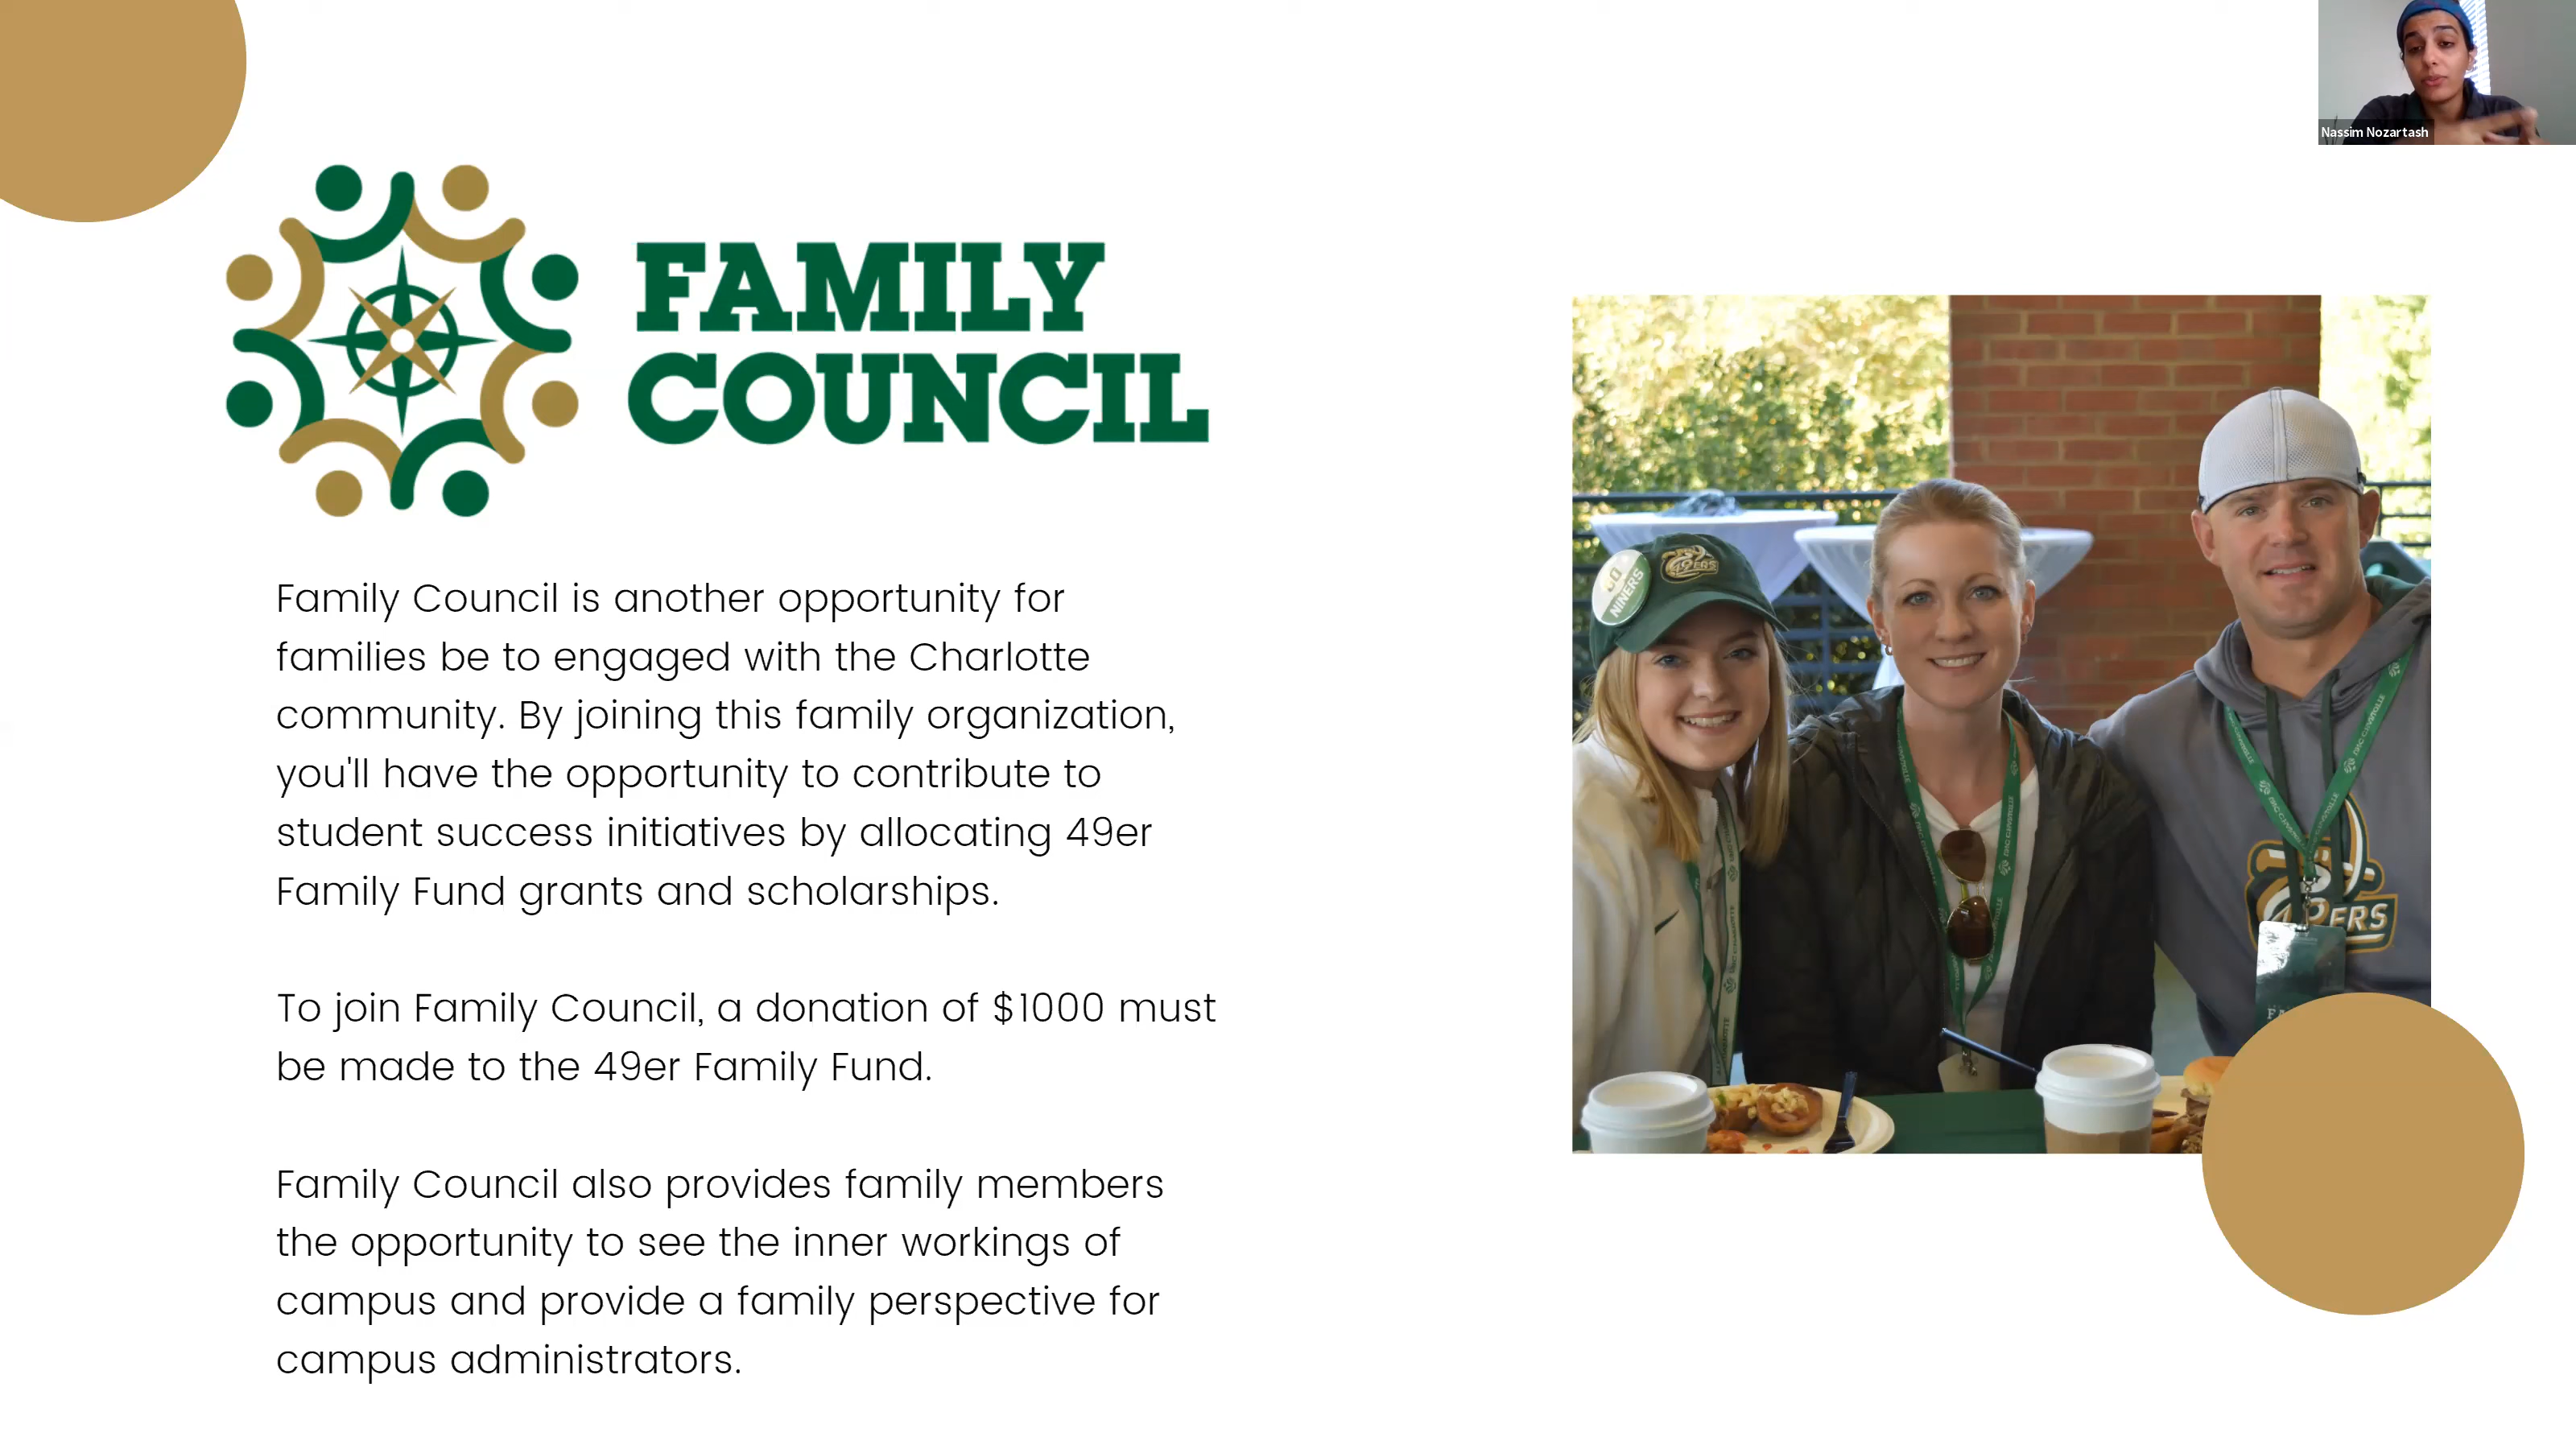 Nassim Nozartash
FAMILY
COUNCIL
Family Council is another opportunity for
families be to engaged with the Charlotte
community. By joining this family organization,
you'll have the opportunity to contribute to
student success initiatives by allocating 49er
Family Fund grants and scholarships.
To join Family Council, a donation of $1000 must
be made to the 49er Family Fund.
Family Council also provides family members
the opportunity to see the inner workings of
campus and provide a family perspective for
campus administrators.
49ERS
GO
NINERS
49ERS